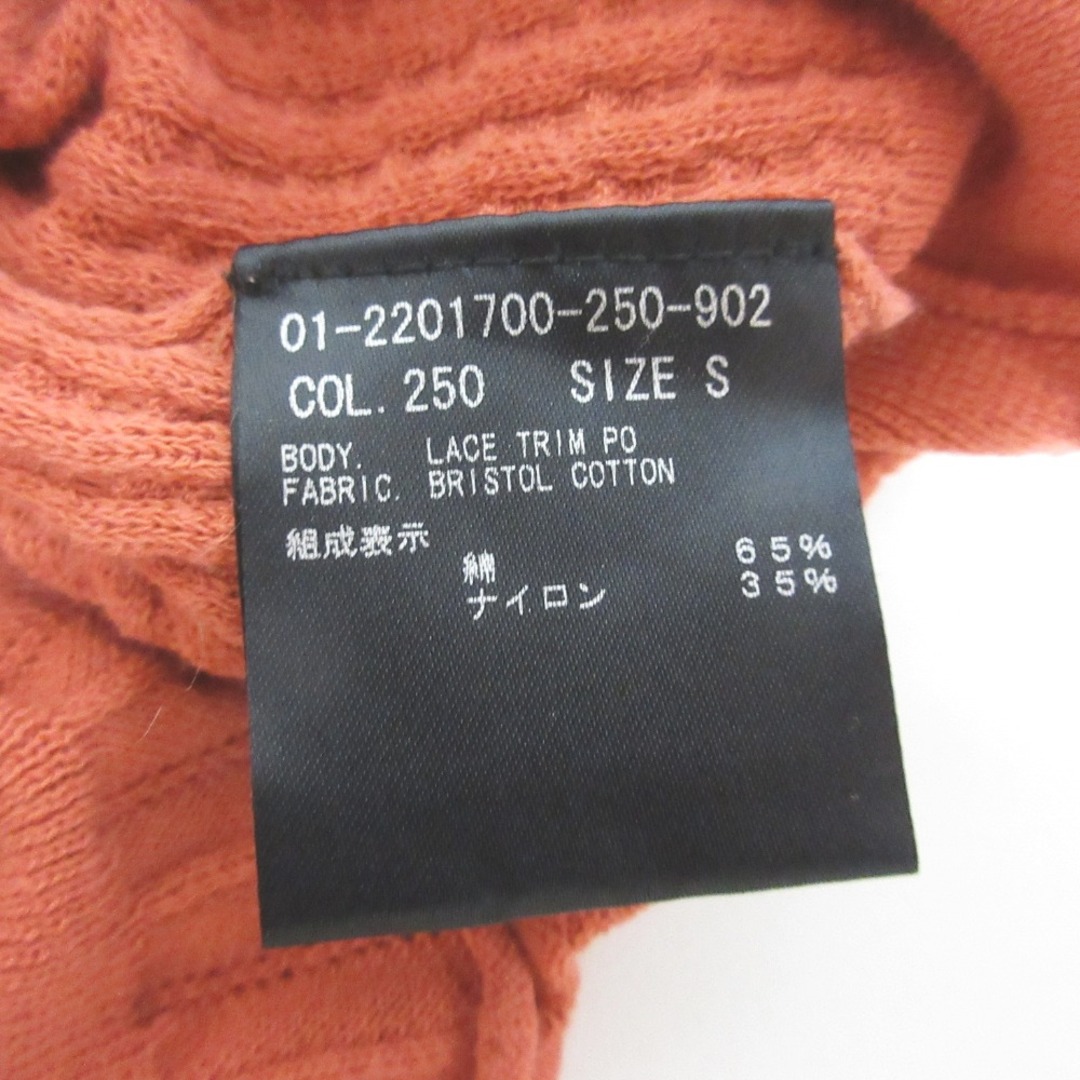 01-2201700-250-902
COL. 250 SIZE S
BODY. LACE TRIM PO
FABRIC. BRISTOL COTTON
組成表示
綿 65%
ナイロン 35%